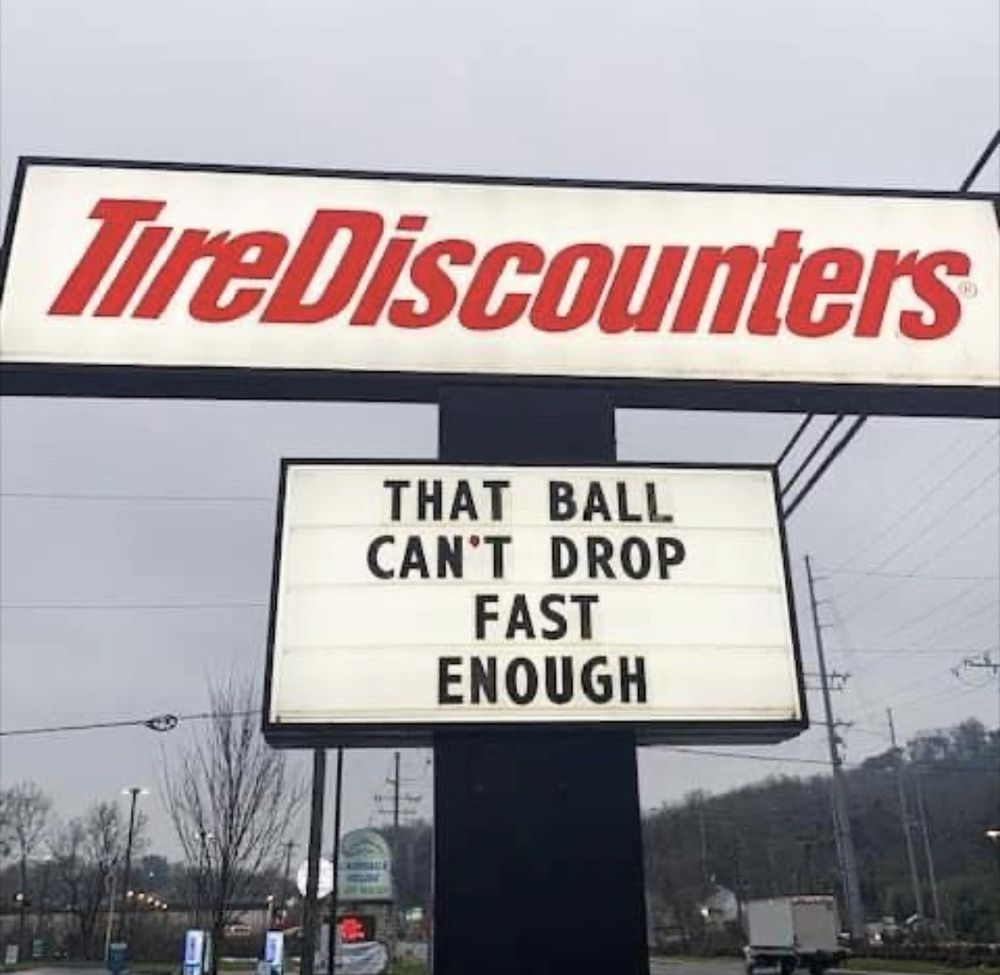 TireDiscounters®
THAT BALL
CAN'T DROP
FAST
ENOUGH